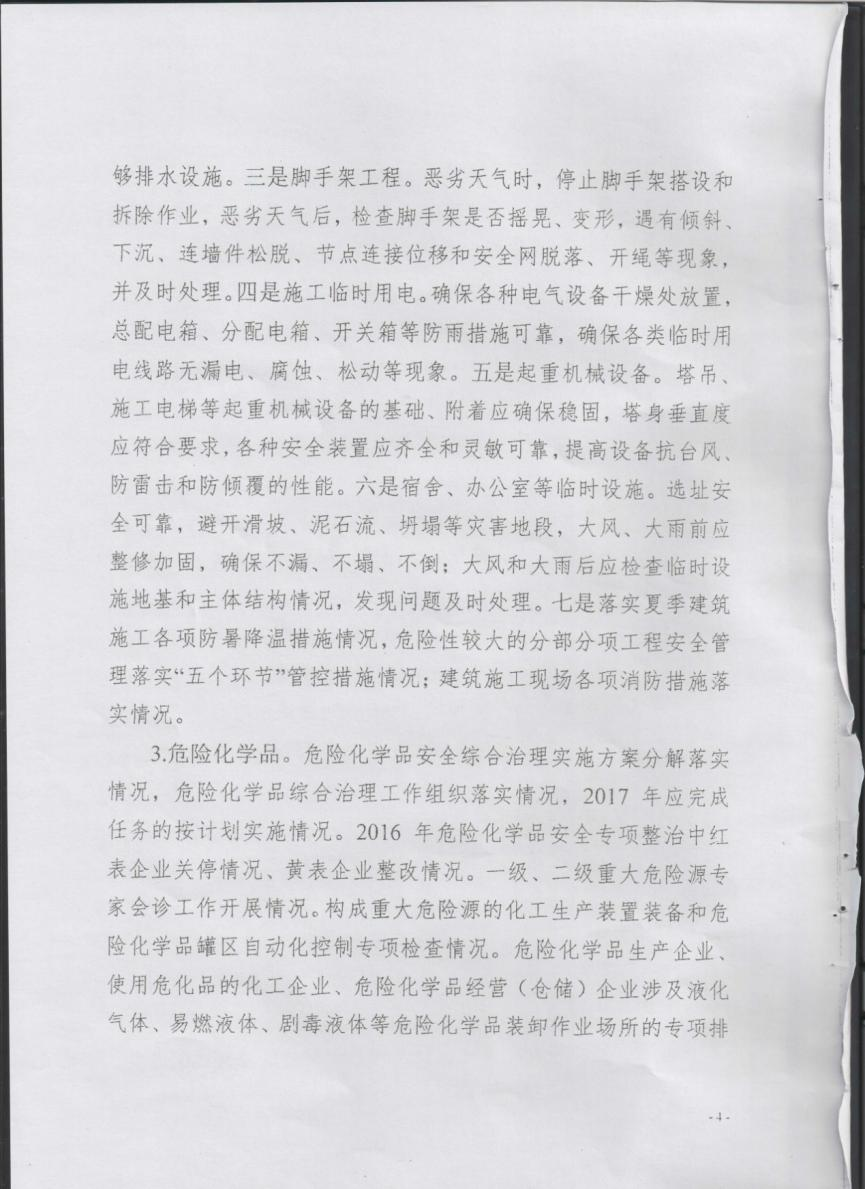 够排水设施。三是脚手架工程。恶劣天气时，停止脚手架搭设和
拆除作业，恶劣天气后，检查脚手架是否摇晃、变形，遇有倾斜、
下沉、连墙件松脱、节点连接位移和安全网脱落、开绳等现象，
并及时处理。四是施工临时用电。确保各种电气设备干燥处放置，
总配电箱、分配电箱、开关箱等防雨措施可靠，确保各类临时用
电线路无漏电、腐蚀、松动等现象。五是起重机械设备。塔吊、
施工电梯等起重机械设备的基础、附着应确保稳固，塔身垂直度
应符合要求，各种安全装置应齐全和灵敏可靠，提高设备抗台风、
防雷击和防倾覆的性能。六是宿舍、办公室等临时设施。选址安
全可靠，避开滑坡、泥石流、坍塌等灾害地段，大风、大雨前应
整修加固，确保不漏、不塌、不倒；大风和大雨后应检查临时设
施地基和主体结构情况，发现问题及时处理。七是落实夏季建筑
施工各项防暑降温措施情况，危险性较大的分部分项工程安全管
理落实“五个环节”管控措施情况；建筑施工现场各项消防措施落
实情况。
3.危险化学品。危险化学品安全综合治理实施方案分解落实
情况，危险化学品综合治理工作组织落实情况，2017 年应完成
任务的按计划实施情况。2016 年危险化学品安全专项整治中红
表企业关停情况、黄表企业整改情况。一级、二级重大危险源专
家会诊工作开展情况。构成重大危险源的化工生产装置装备和危
险化学品罐区自动化控制专项检查情况。危险化学品生产企业、
使用危化品的化工企业、危险化学品经营（仓储）企业涉及液化
气体、易燃液体、剧毒液体等危险化学品装卸作业场所的专项排
-4-